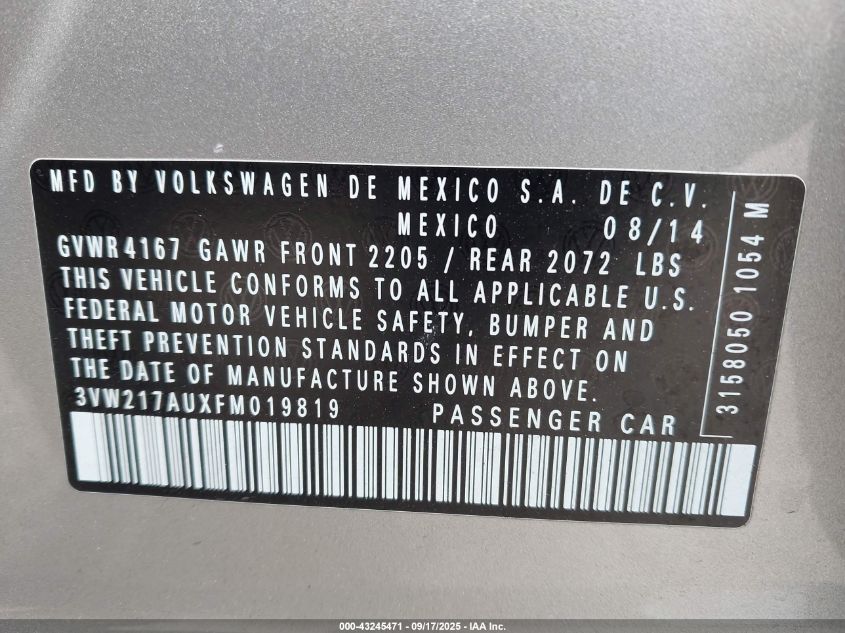 MFD BY VOLKSWAGEN DE MEXICO S.A. DE C.V.
MEXICO 08/14
GVWR4167 GAWR FRONT 2205 / REAR 2072 LBS
THIS VEHICLE CONFORMS TO ALL APPLICABLE U.S.
FEDERAL MOTOR VEHICLE SAFETY, BUMPER AND
THEFT PREVENTION STANDARDS IN EFFECT ON
THE DATE OF MANUFACTURE SHOWN ABOVE.
3VW217AUXFM019819 PASSENGER CAR
3158050 1054 M
000-43245471 - 09/17/2025 - IAA Inc.